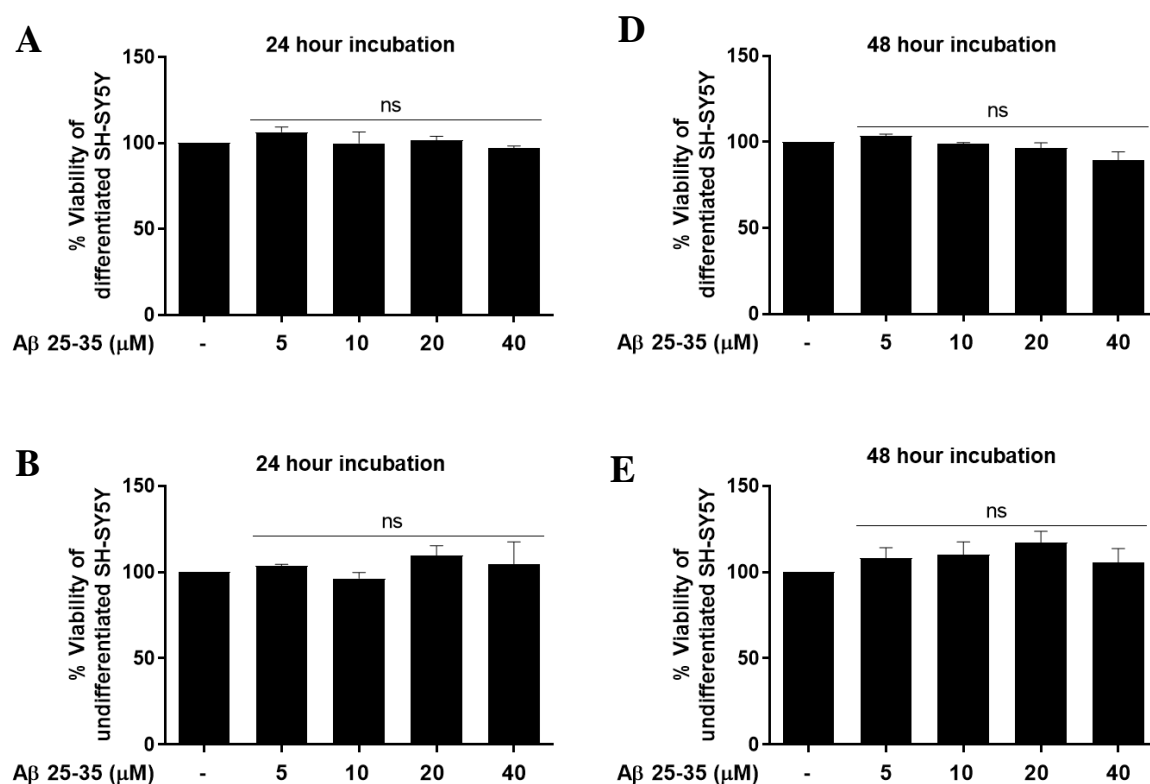 A
24 hour incubation
% Viability of
differentiated SH-SY5Y
150
100
50
0
ns
Aβ 25-35 (μM) - 5 10 20 40
D
48 hour incubation
% Viability of
differentiated SH-SY5Y
150
100
50
0
ns
Aβ 25-35 (μM) - 5 10 20 40
B
24 hour incubation
% Viability of
undifferentiated SH-SY5Y
150
100
50
0
ns
Aβ 25-35 (μM) - 5 10 20 40
E
48 hour incubation
% Viability of
undifferentiated SH-SY5Y
150
100
50
0
ns
Aβ 25-35 (μM) - 5 10 20 40